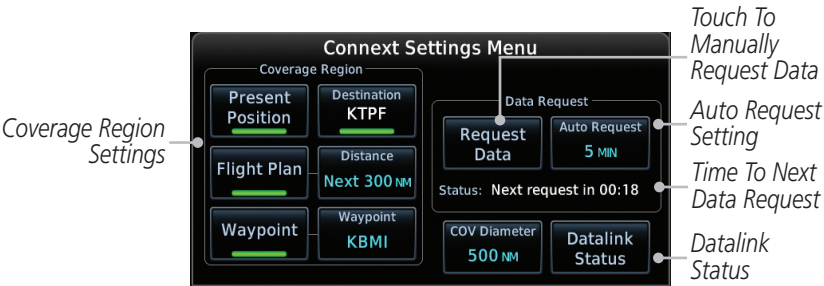 Connext Settings Menu
Coverage Region
Present
Position
Destination
KTPF
Flight Plan
Distance
Next 300 NM
Waypoint
Waypoint
KBMI
Data Request
Request
Data
Auto Request
5 MIN
Status: Next request in 00:18
COV Diameter
500 NM
Datalink
Status
Coverage Region
Settings
Touch To
Manually
Request Data
Auto Request
Setting
Time To Next
Data Request
Datalink
Status